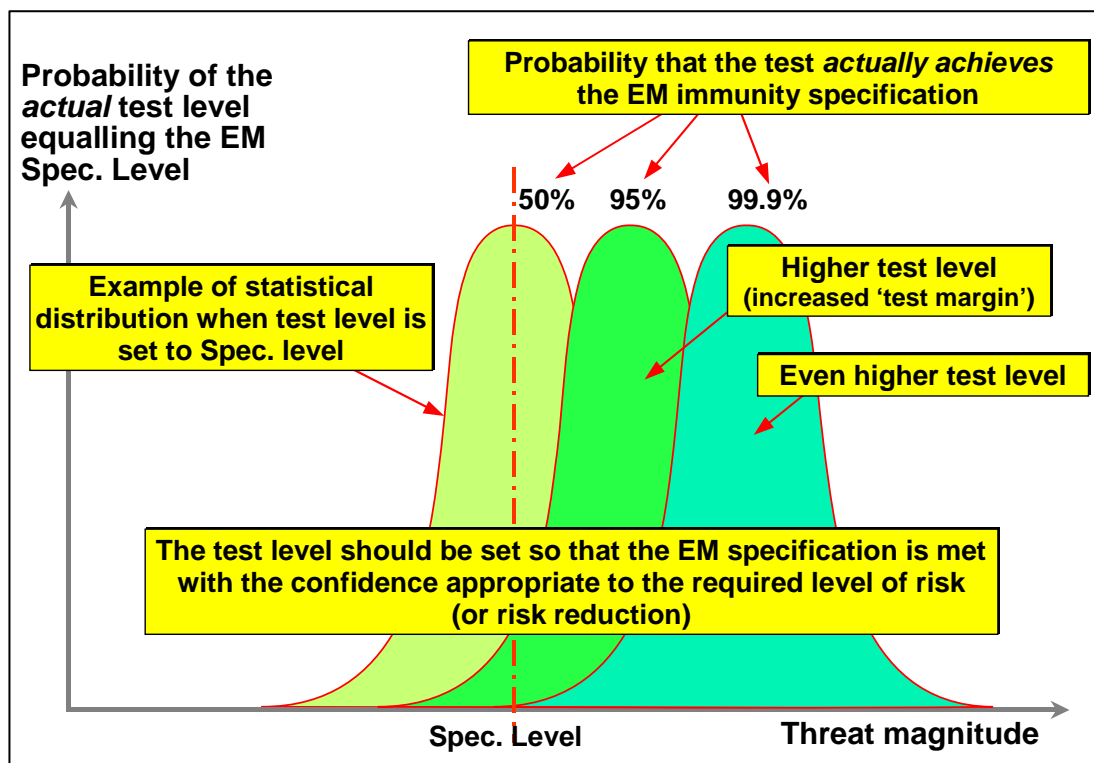 Probability of the
actual test level
equalling the EM
Spec. Level
Probability that the test actually achieves
the EM immunity specification
50%
95%
99.9%
Example of statistical
distribution when test level is
set to Spec. level
Higher test level
(increased ‘test margin’)
Even higher test level
The test level should be set so that the EM specification is met
with the confidence appropriate to the required level of risk
(or risk reduction)
Spec. Level
Threat magnitude